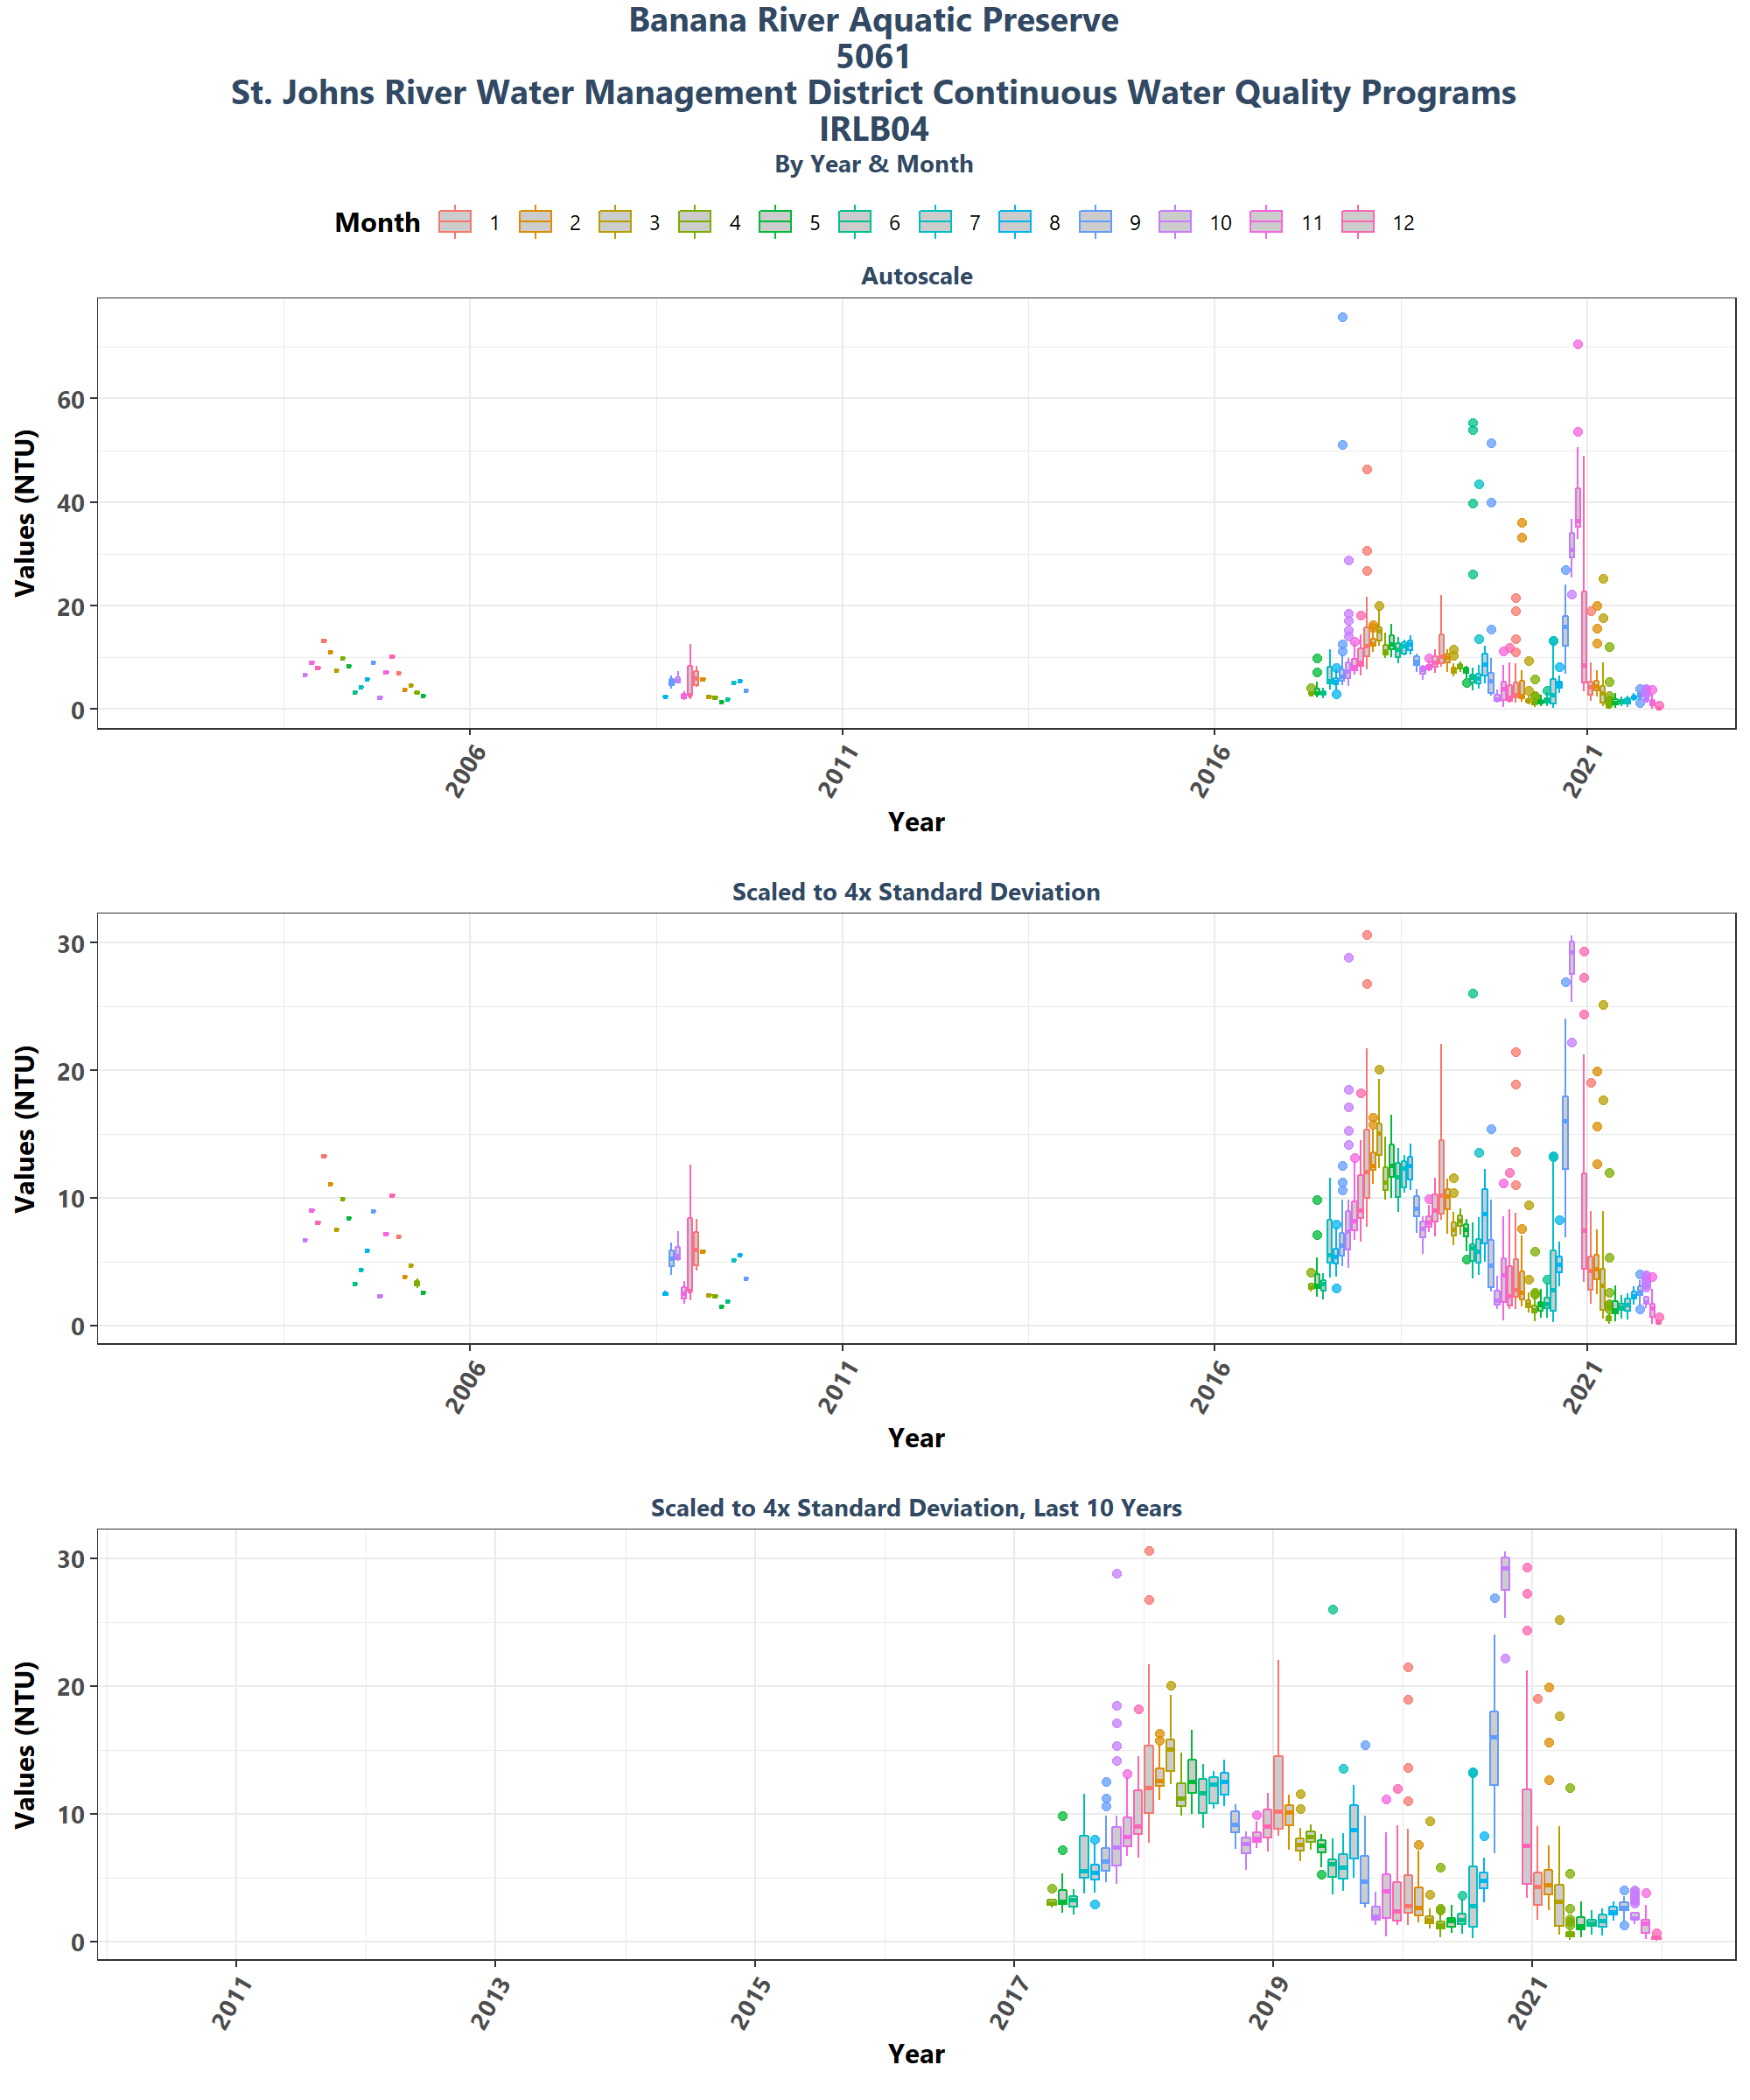 Banana River Aquatic Preserve
5061
St. Johns River Water Management District Continuous Water Quality Programs
IRLB04
By Year & Month
Month 1 2 3 4 5 6 7 8 9 10 11 12
Autoscale
Values (NTU)
60
40
20
0
2006 2011 2016 2021
Year
Scaled to 4x Standard Deviation
Values (NTU)
30
20
10
0
2006 2011 2016 2021
Year
Scaled to 4x Standard Deviation, Last 10 Years
Values (NTU)
30
20
10
0
2011 2013 2015 2017 2019 2021
Year